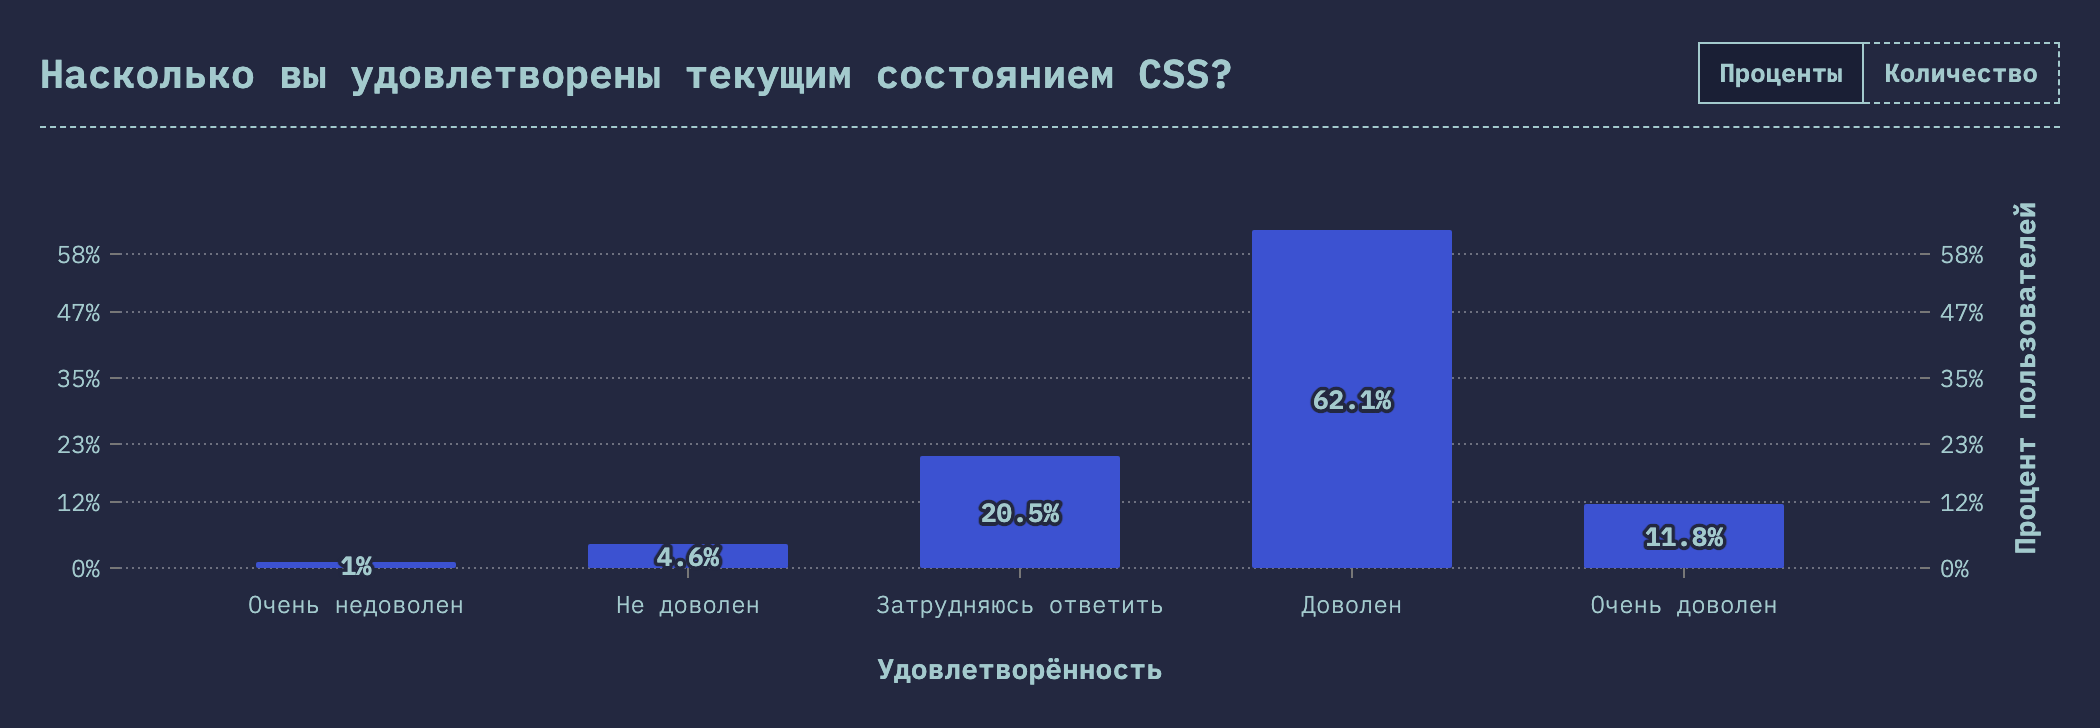 Насколько вы удовлетворены текущим состоянием CSS?
Проценты Количество
58% 58%
47% 47%
35% 35%
23% 23%
12% 12%
0% 0%
Процент пользователей
1% 4.6% 20.5% 62.1% 11.8%
Очень недоволен Не доволен Затрудняюсь ответить Доволен Очень доволен
Удовлетворённость